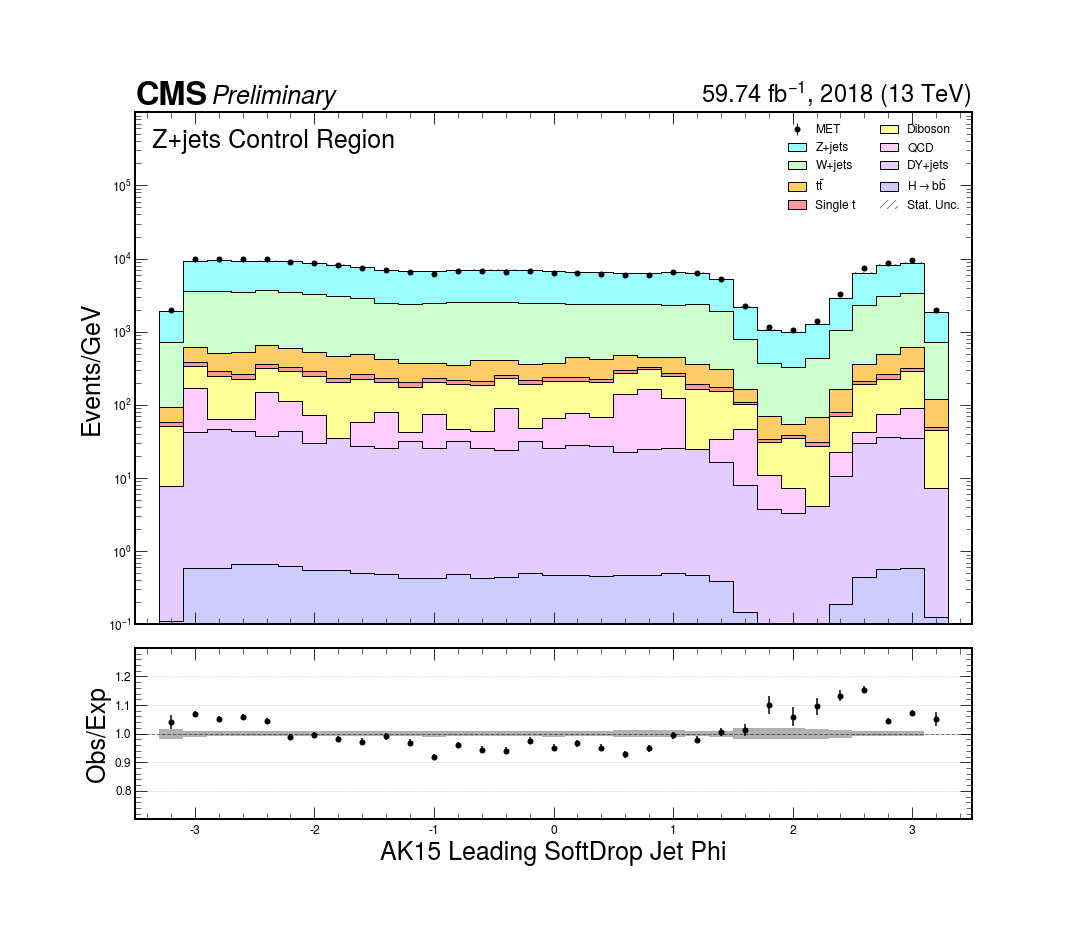 CMS Preliminary
59.74 fb⁻¹, 2018 (13 TeV)
Z+jets Control Region
MET
Z+jets
W+jets
tt̄
Single t
Diboson
QCD
DY+jets
H→bb̄
Stat. Unc.
Events/GeV
10⁵
10⁴
10³
10²
10¹
10⁰
10⁻¹
Obs/Exp
1.2
1.1
1.0
0.9
0.8
-3 -2 -1 0 1 2 3
AK15 Leading SoftDrop Jet Phi